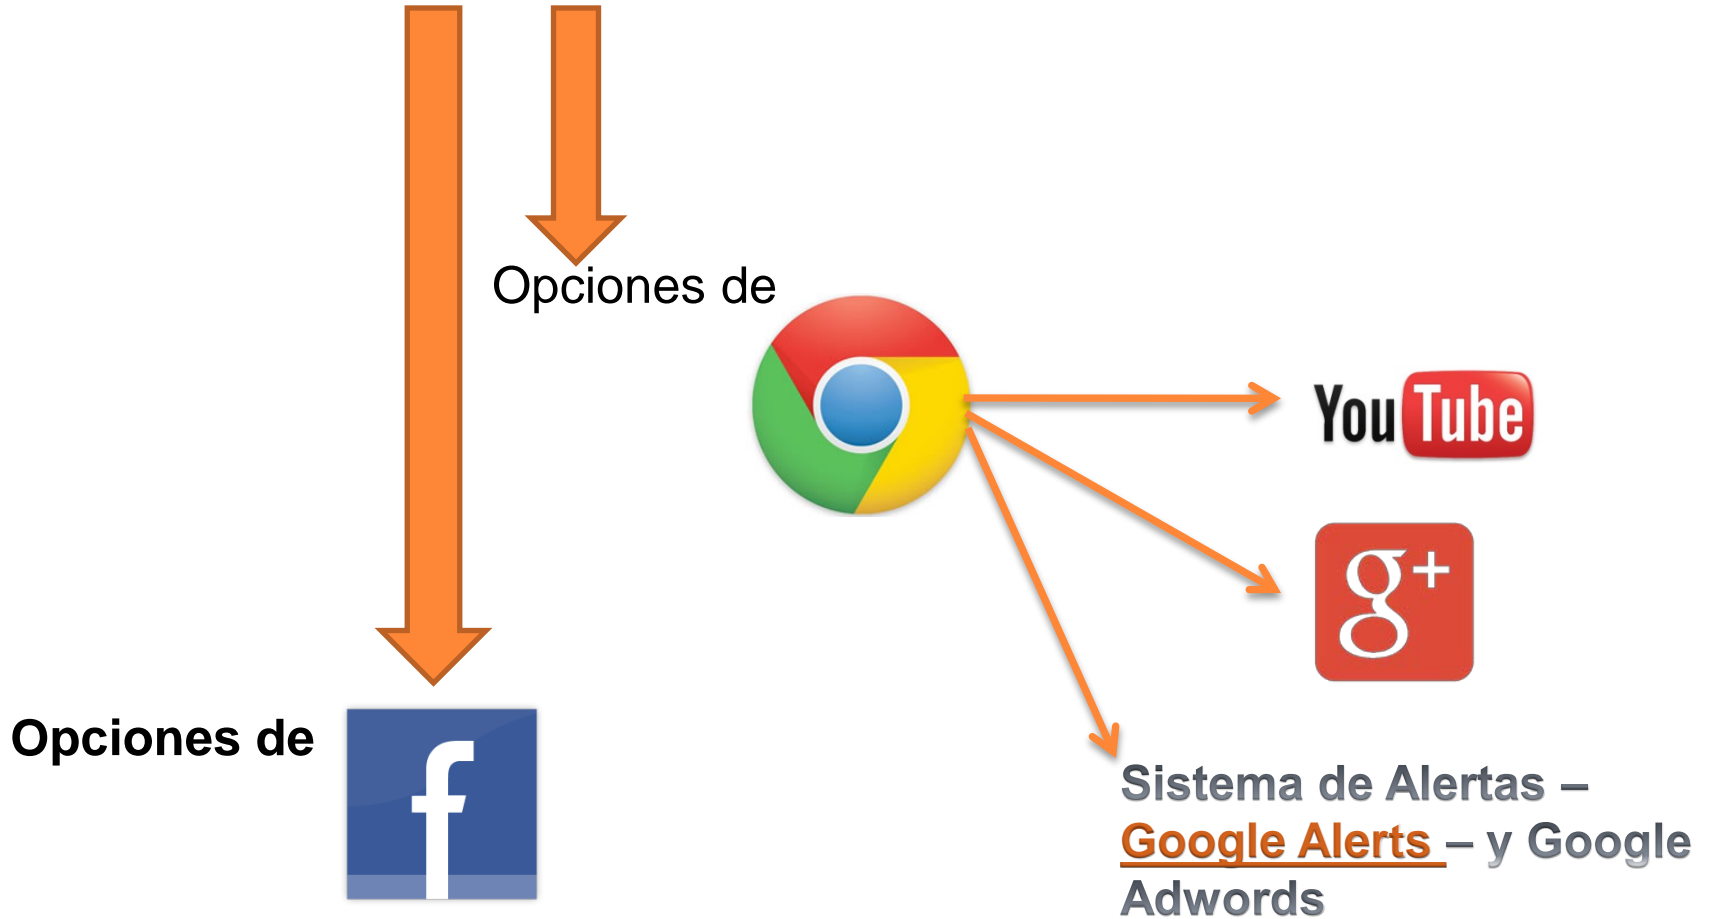 Opciones de
YouTube
g+
Opciones de
f
Sistema de Alertas –
Google Alerts – y Google
Adwords